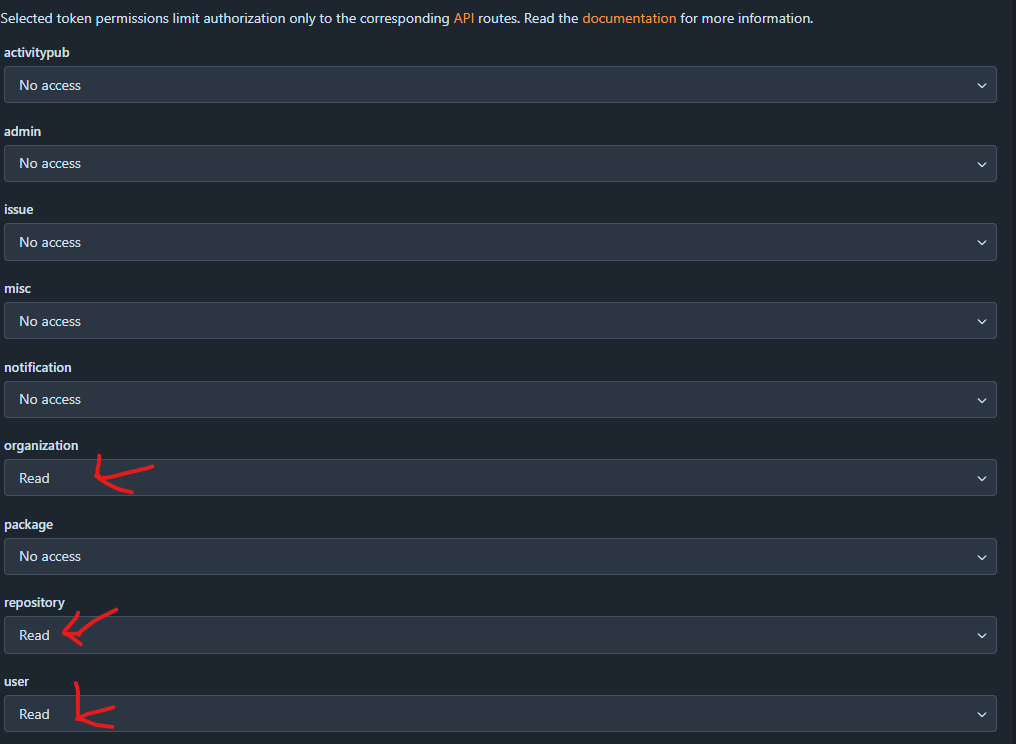 Selected token permissions limit authorization only to the corresponding API routes. Read the documentation for more information.
activitypub
No access
admin
No access
issue
No access
misc
No access
notification
No access
organization
Read
package
No access
repository
Read
user
Read